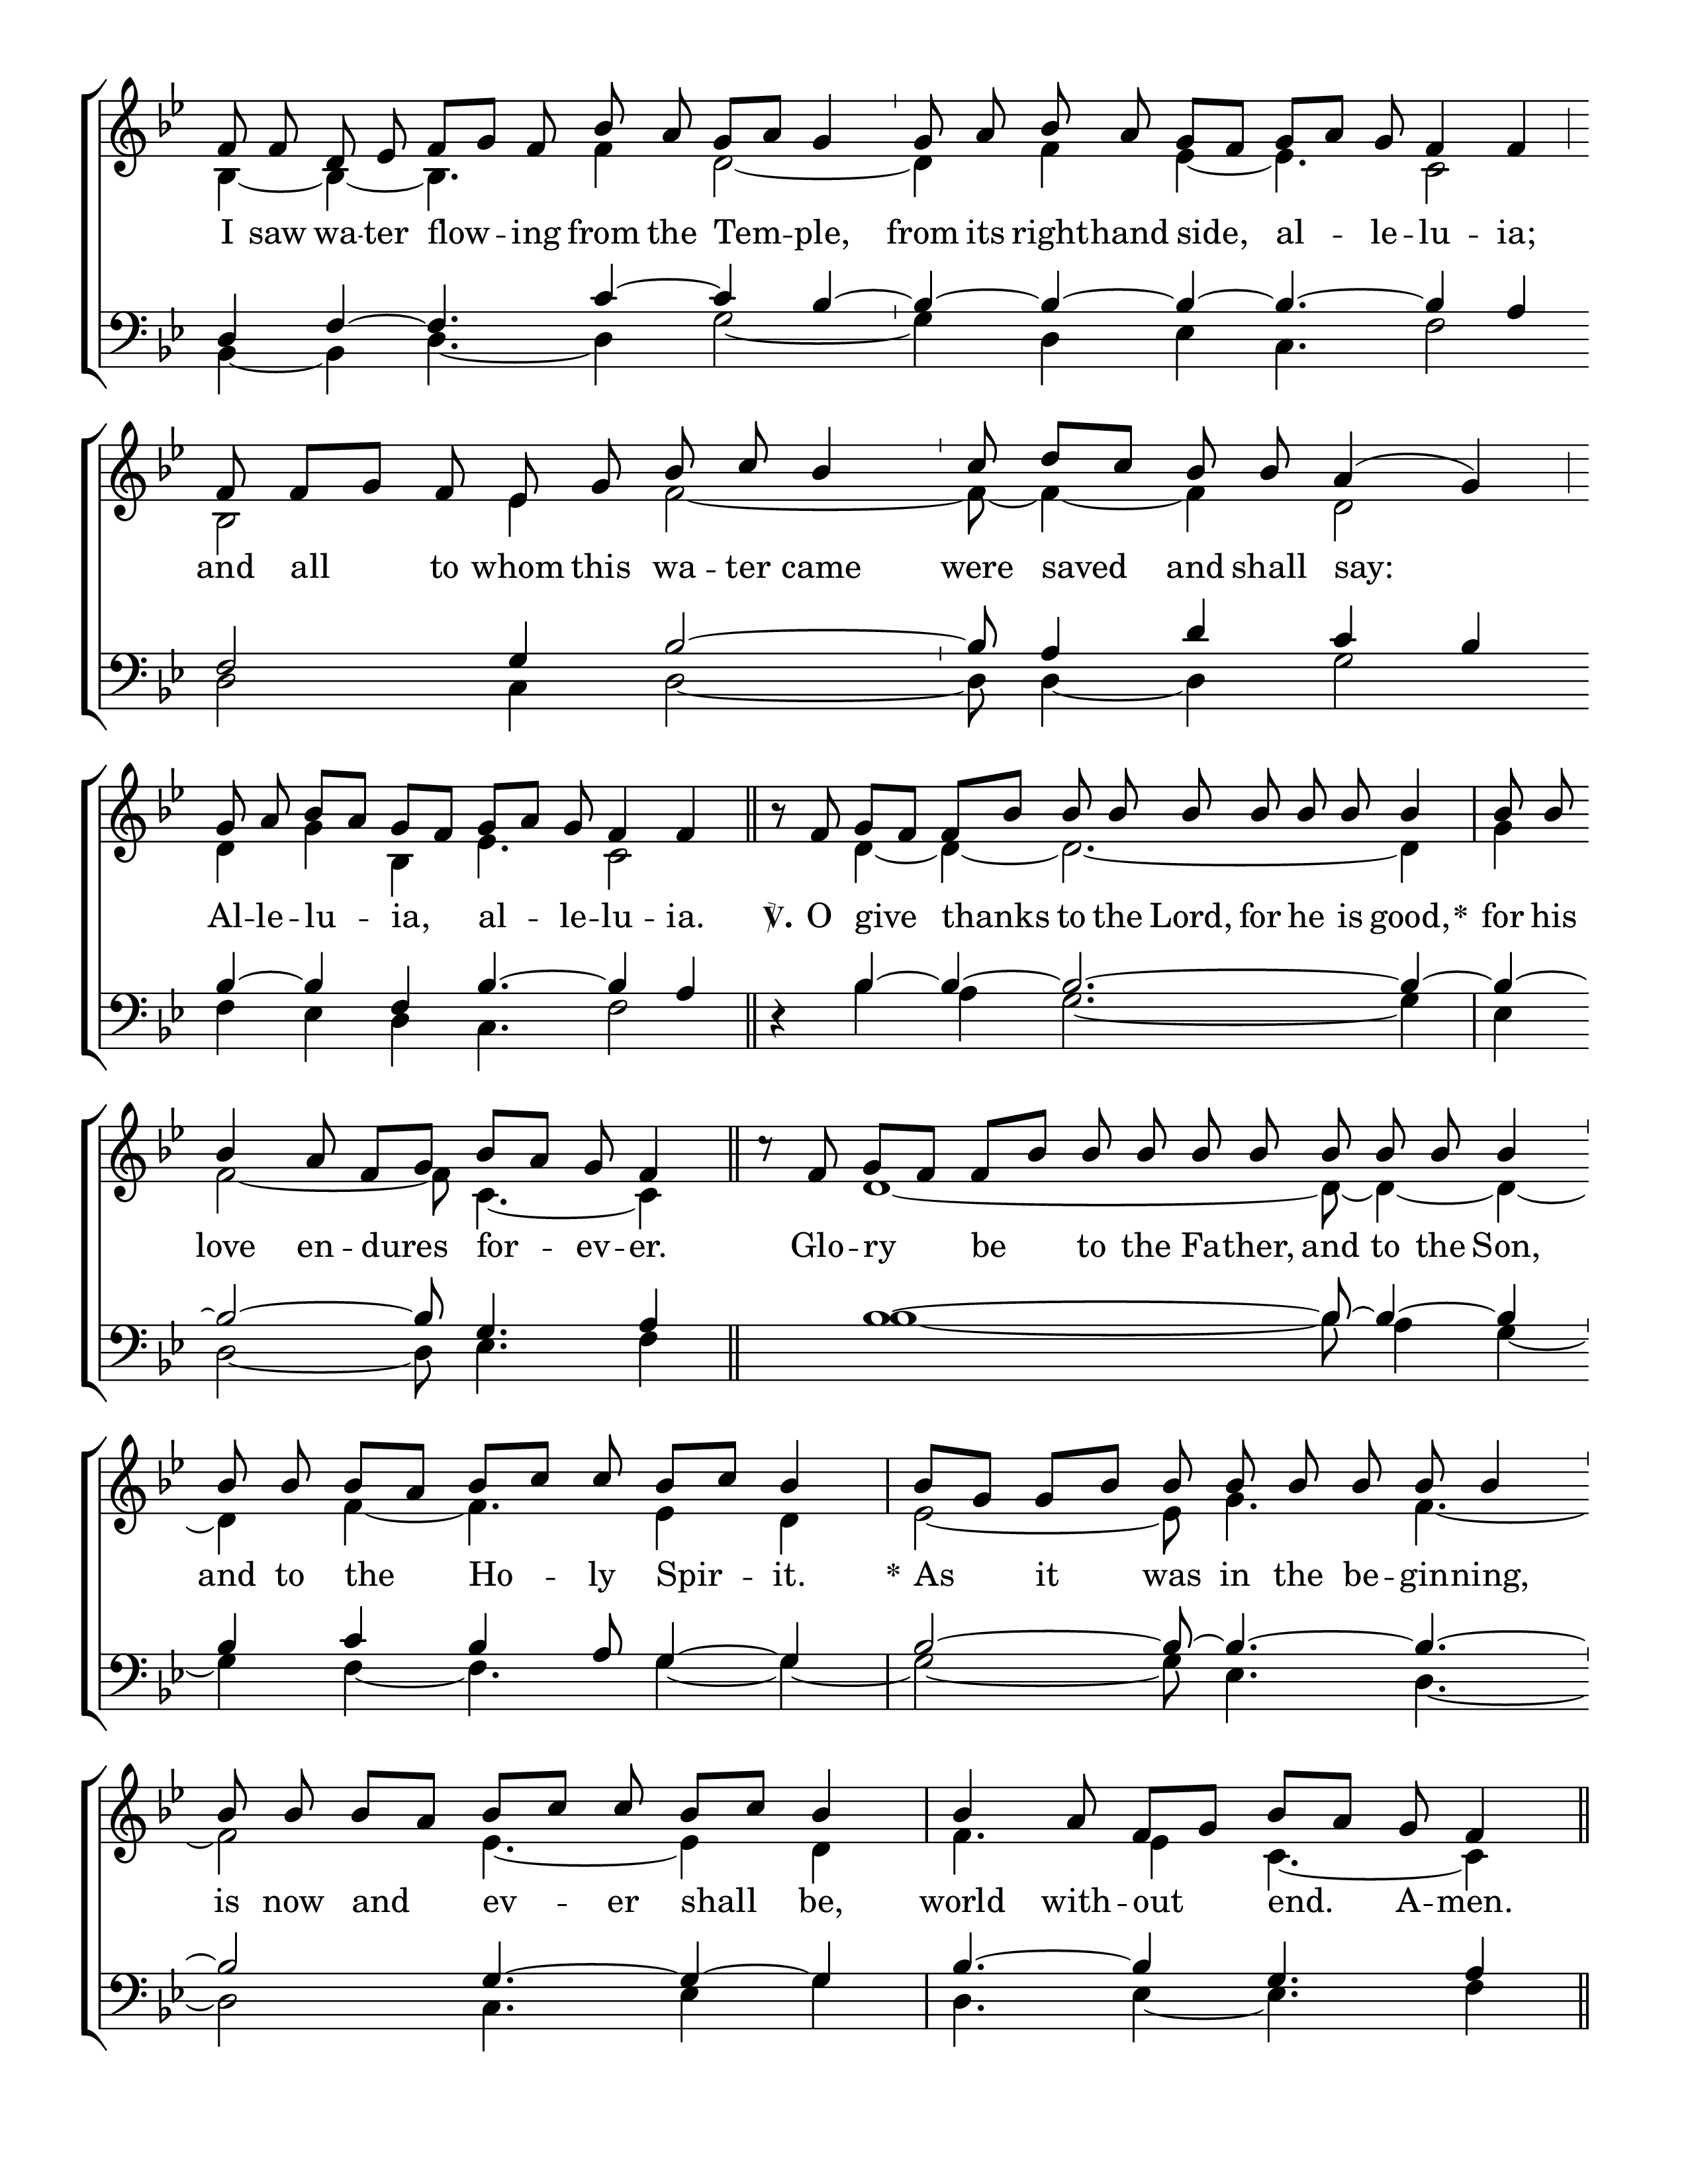 I saw wa -- ter flow -- ing from the Tem -- ple, from its right hand side, al -- le -- lu -- ia;
and all to whom this wa -- ter came were saved and shall say:
Al -- le -- lu -- ia, al -- le -- lu -- ia. ℣. O give thanks to the Lord, for he is good, * for his
love en -- dures for -- ev -- er. Glo -- ry be to the Fa -- ther, and to the Son,
and to the Ho -- ly Spir -- it. * As it was in the be -- gin -- ning,
is now and ev -- er shall be, world with -- out end. A -- men.